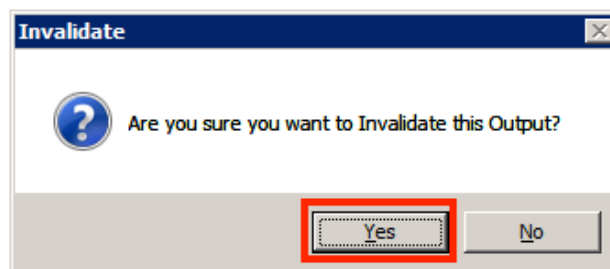 Invalidate
Are you sure you want to Invalidate this Output?
Yes No